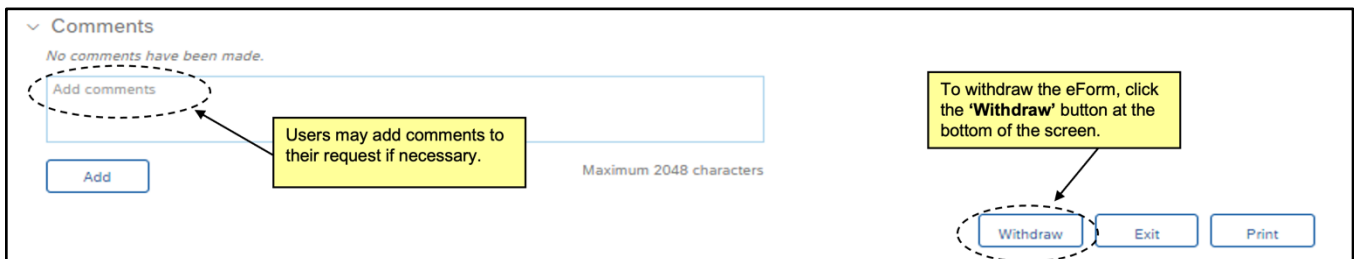 Comments
No comments have been made.
Add comments
Users may add comments to
their request if necessary.
Add
Maximum 2048 characters
To withdraw the eForm, click
the ‘Withdraw’ button at the
bottom of the screen.
Withdraw
Exit
Print